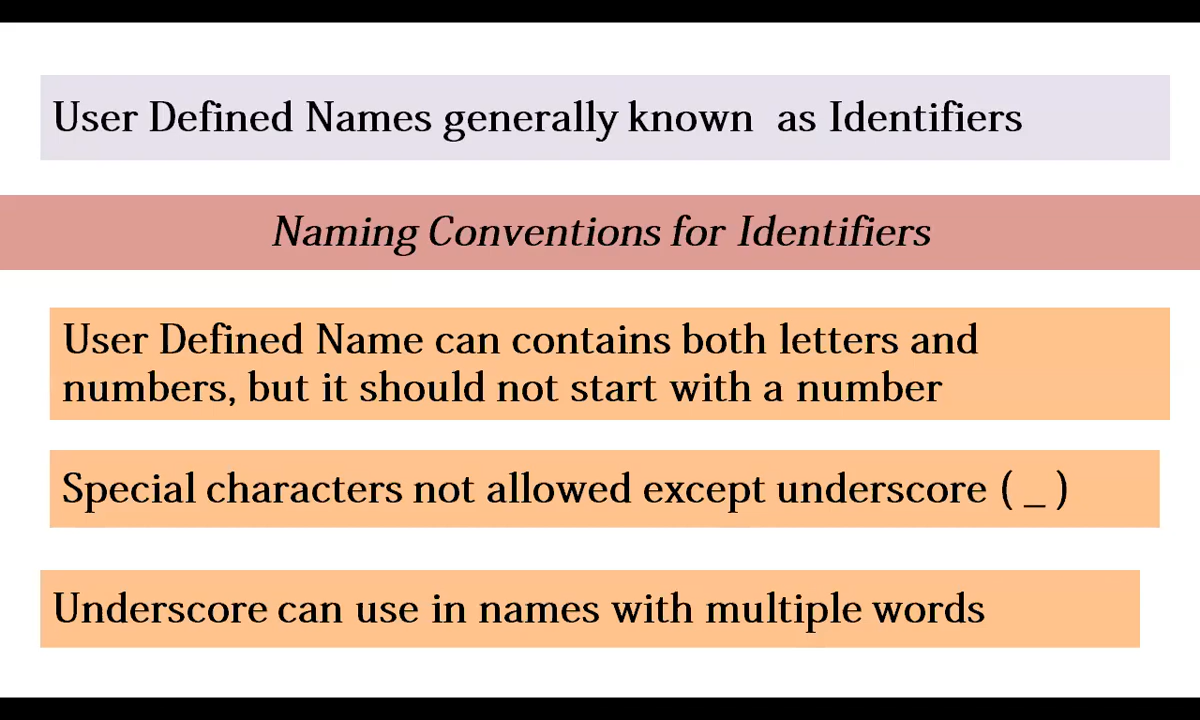 User Defined Names generally known as Identifiers
Naming Conventions for Identifiers
User Defined Name can contains both letters and
numbers, but it should not start with a number
Special characters not allowed except underscore ( _ )
Underscore can use in names with multiple words